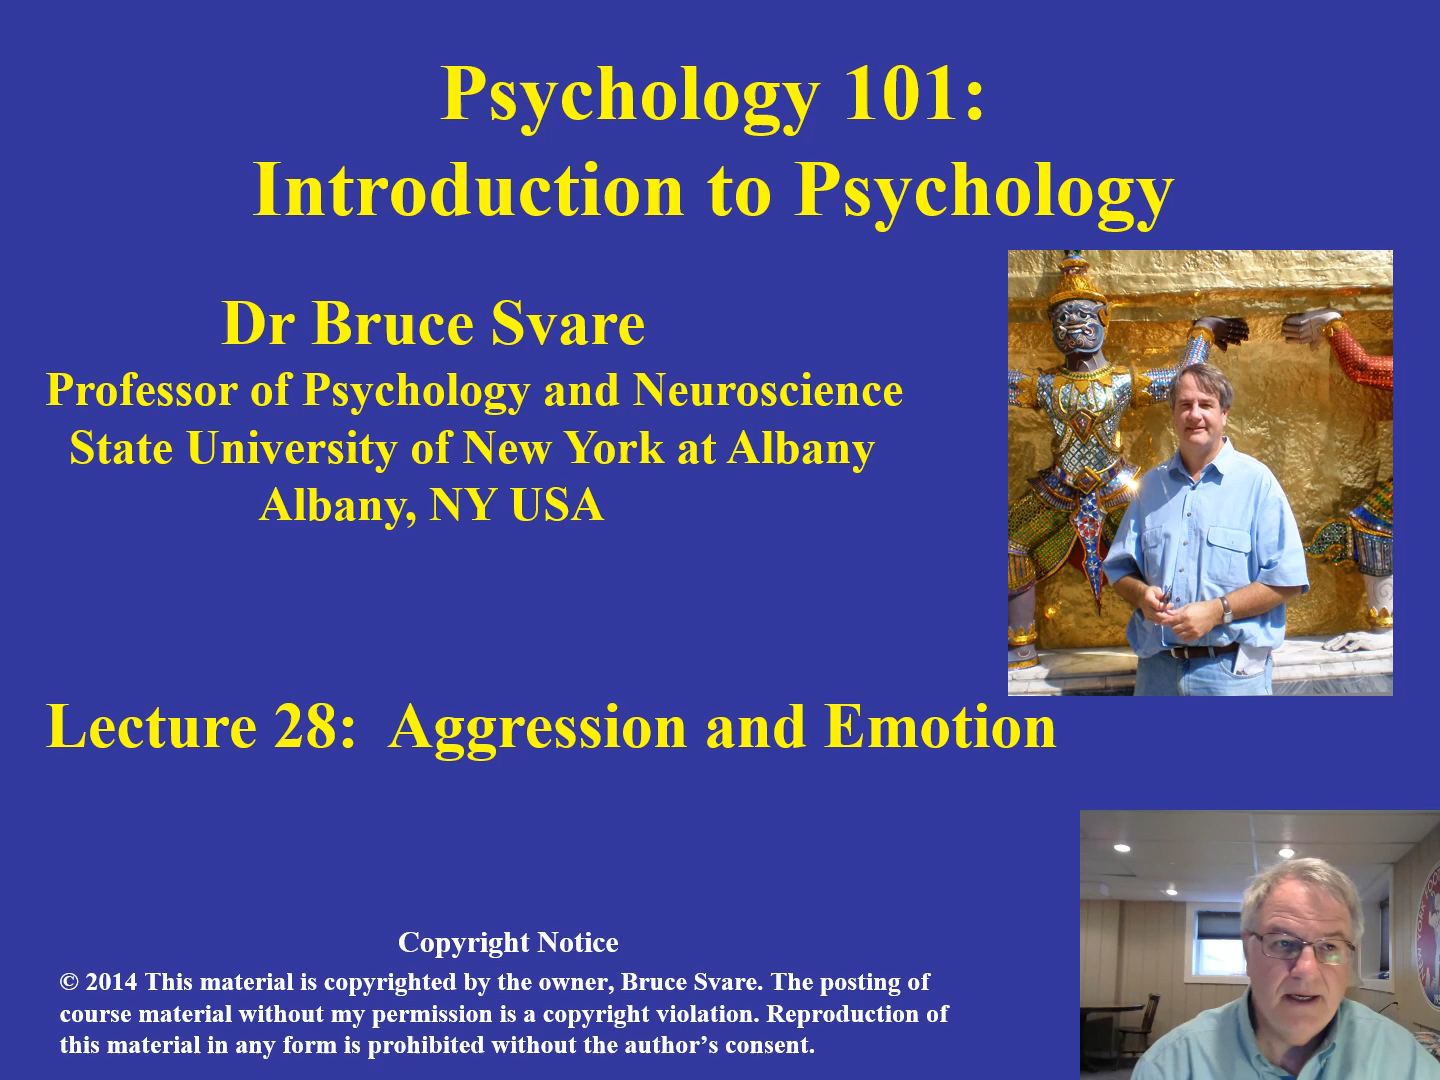 Psychology 101:
Introduction to Psychology
Dr Bruce Svare
Professor of Psychology and Neuroscience
State University of New York at Albany
Albany, NY USA
Lecture 28:  Aggression and Emotion
Copyright Notice
© 2014 This material is copyrighted by the owner, Bruce Svare. The posting of
course material without my permission is a copyright violation. Reproduction of
this material in any form is prohibited without the author’s consent.